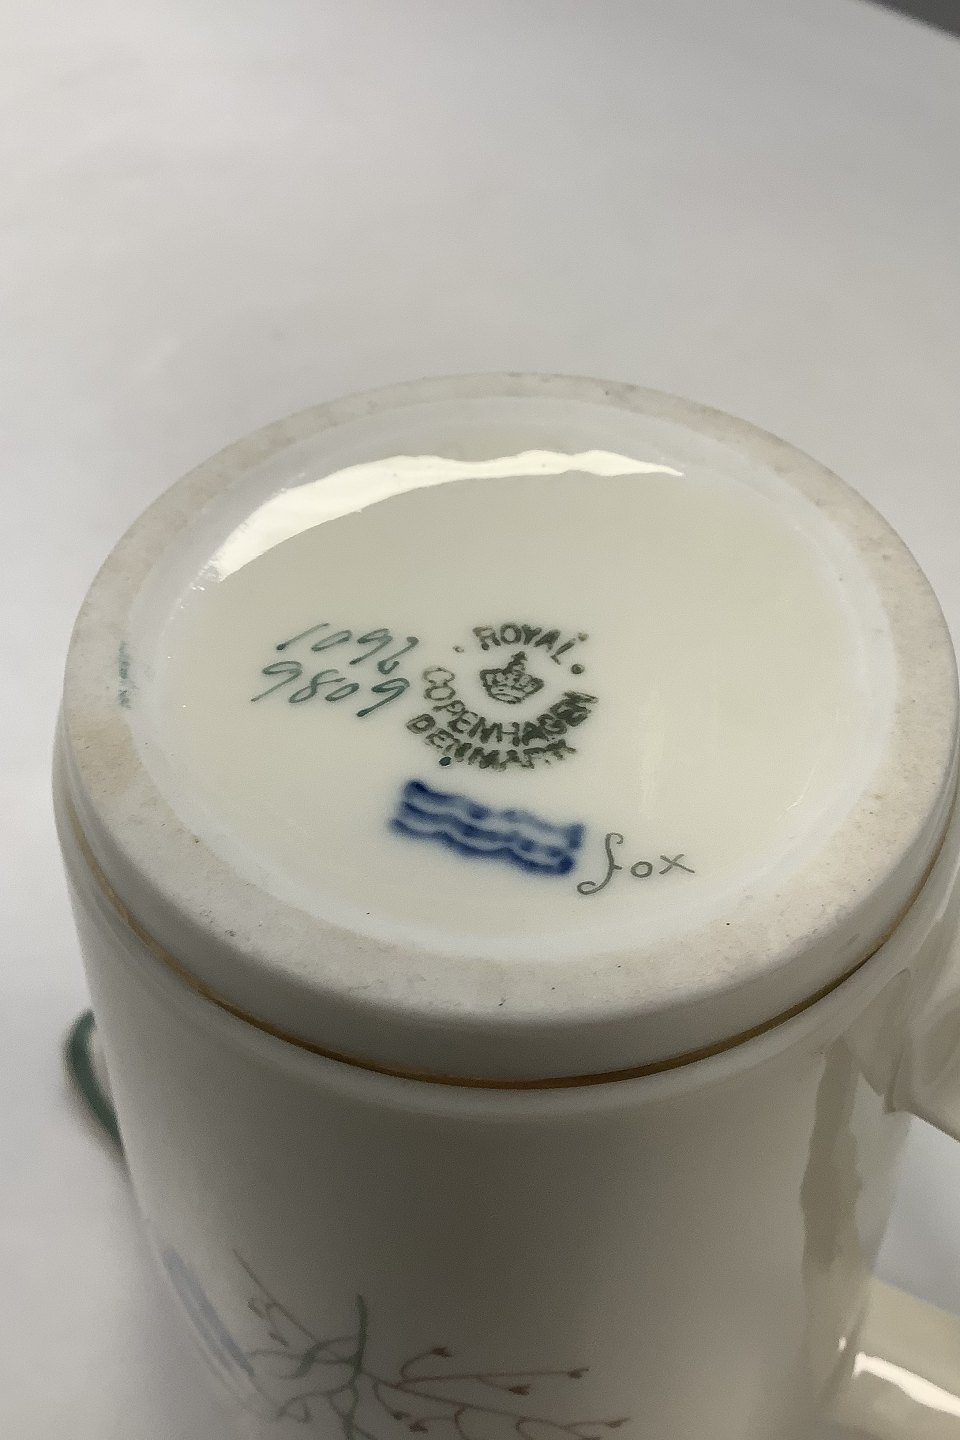 1092
9809
ROYAL
COPENHAGEN
DENMARK
fox